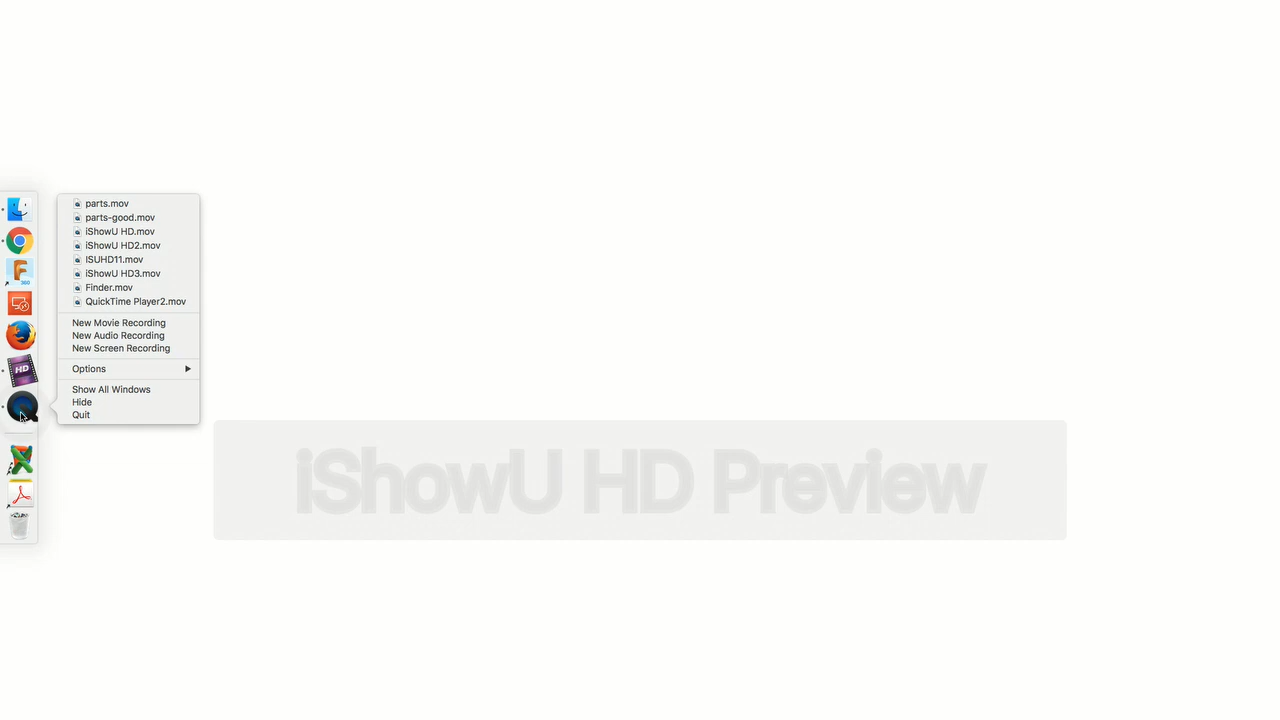 parts.mov
parts-good.mov
iShowU HD.mov
iShowU HD2.mov
ISUHD11.mov
iShowU HD3.mov
Finder.mov
QuickTime Player2.mov
New Movie Recording
New Audio Recording
New Screen Recording
Options
Show All Windows
Hide
Quit
F
360
HD
iShowU HD Preview